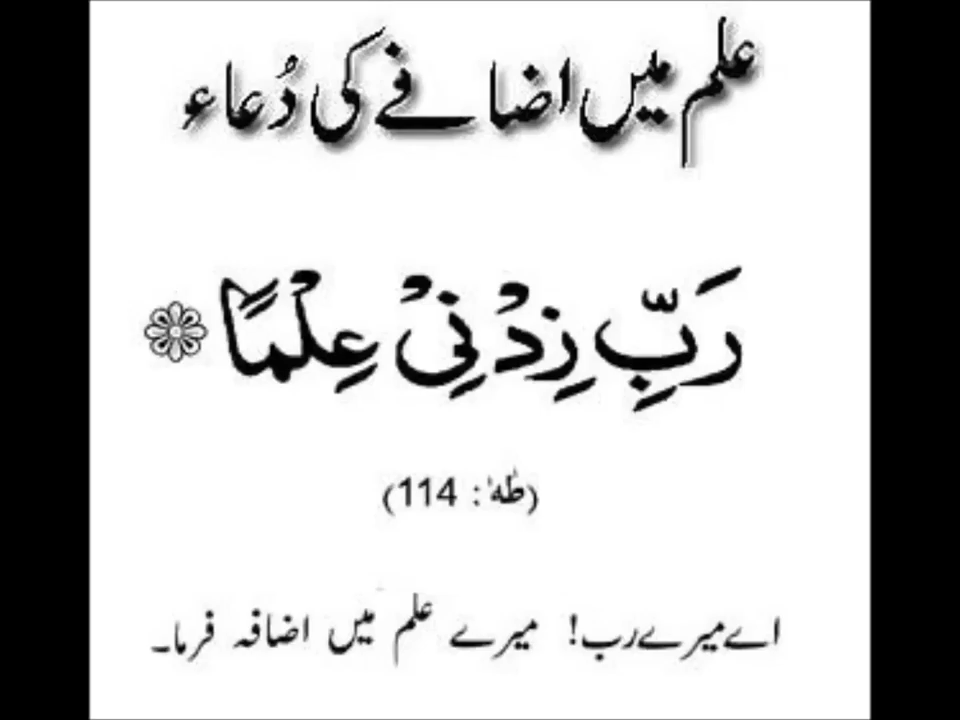 علم میں اضافے کی دُعاء
رَبِّ زِدْنِیْ عِلْمًا
(طٰهٰ: 114)
اے میرے رب! میرے علم میں اضافہ فرما۔